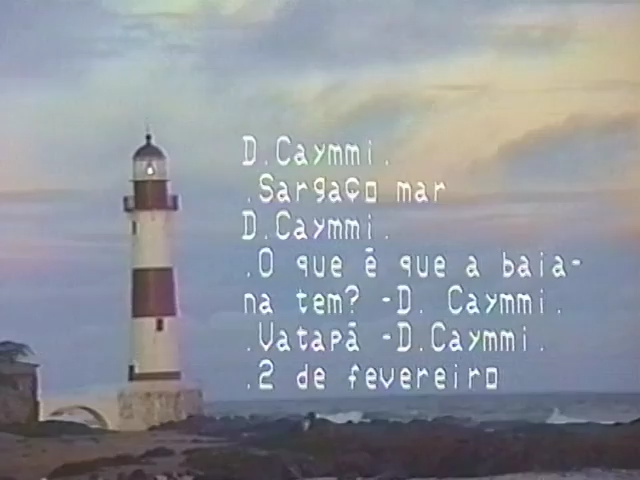 D.Caymmi.
.Sargaço mar
D.Caymmi.
.O que é que a baia-
na tem? -D. Caymmi.
.Vatapá -D.Caymmi.
.2 de fevereiro